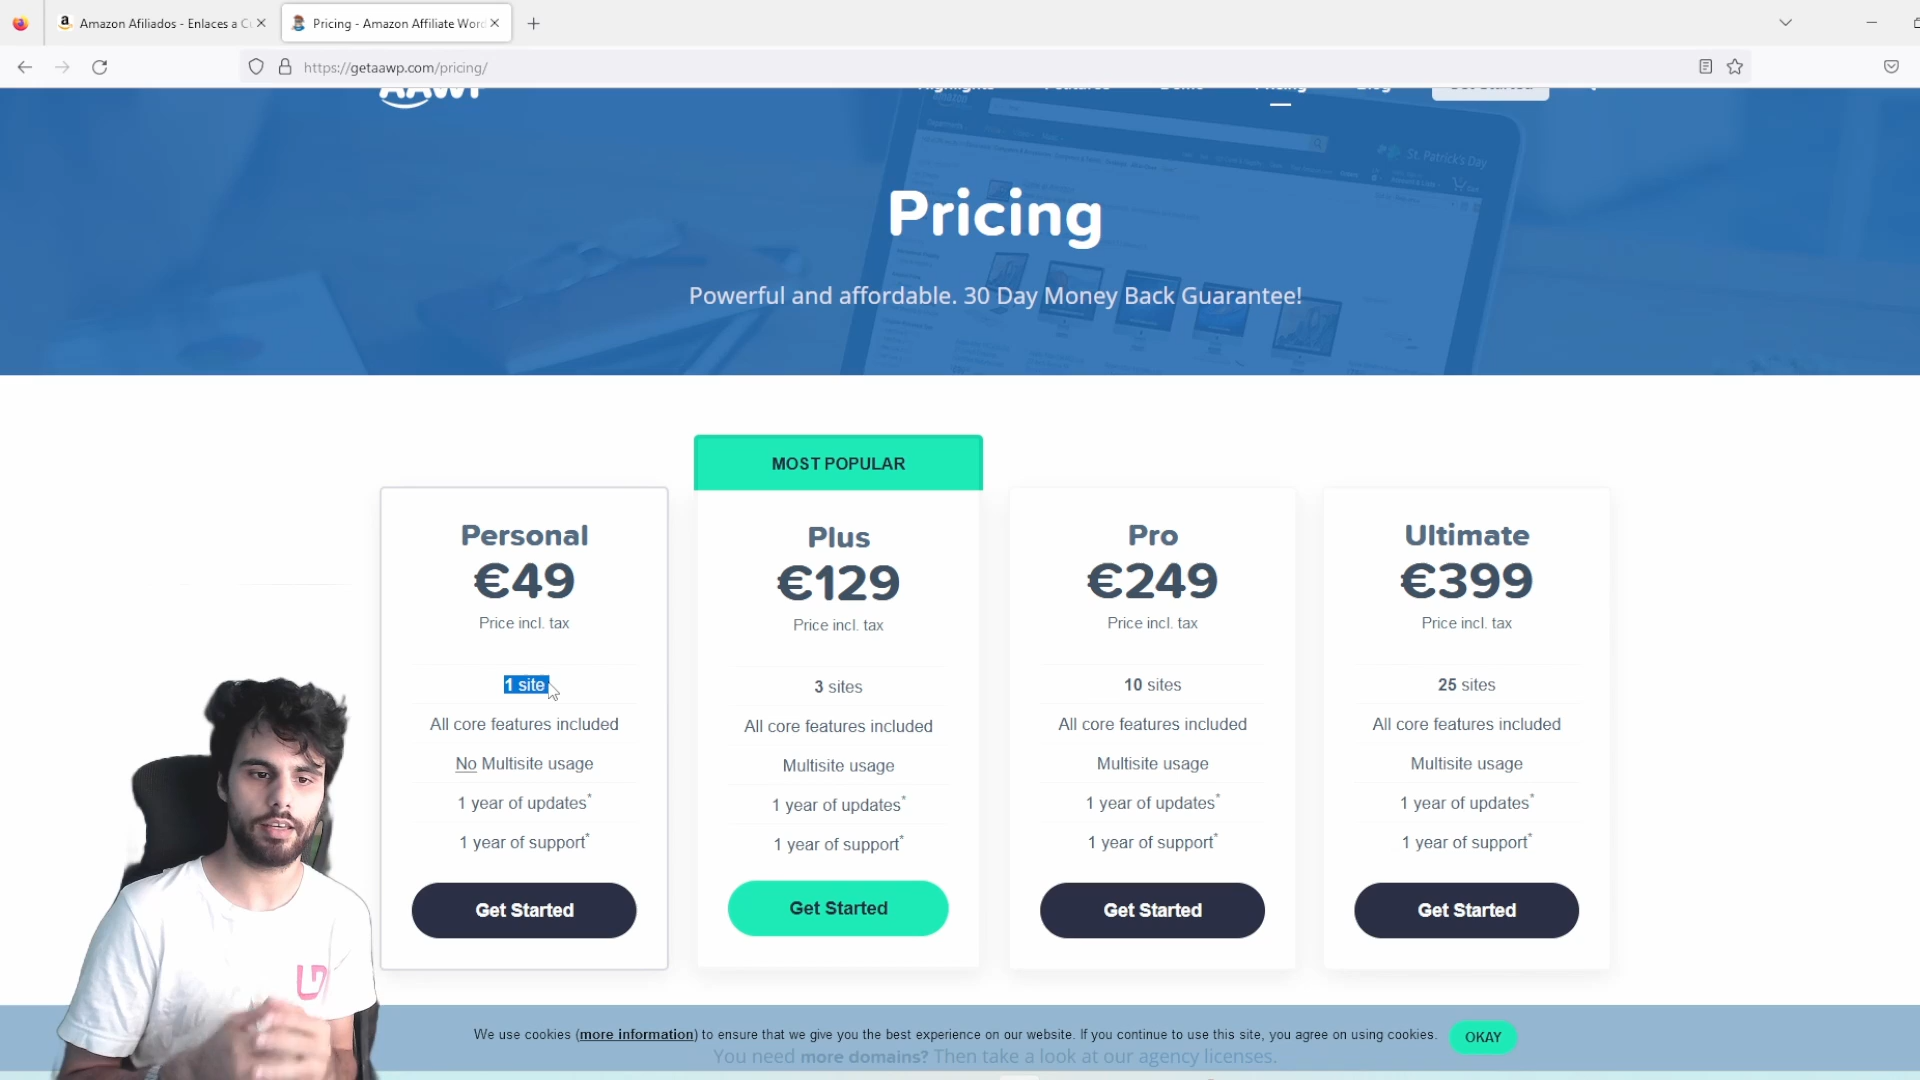 Amazon Afiliados - Enlaces a C
Pricing - Amazon Affiliate Word
https://getaawp.com/pricing/
AAWP
Highlights Features Demo Pricing Blog Get Started
St. Patrick's Day
Pricing
Powerful and affordable. 30 Day Money Back Guarantee!
MOST POPULAR
Personal
€49
Price incl. tax
1 site
All core features included
No Multisite usage
1 year of updates*
1 year of support*
Get Started
Plus
€129
Price incl. tax
3 sites
All core features included
Multisite usage
1 year of updates*
1 year of support*
Get Started
Pro
€249
Price incl. tax
10 sites
All core features included
Multisite usage
1 year of updates*
1 year of support*
Get Started
Ultimate
€399
Price incl. tax
25 sites
All core features included
Multisite usage
1 year of updates*
1 year of support*
Get Started
We use cookies (more information) to ensure that we give you the best experience on our website. If you continue to use this site, you agree on using cookies.
OKAY
You need more domains? Then take a look at our agency licenses.